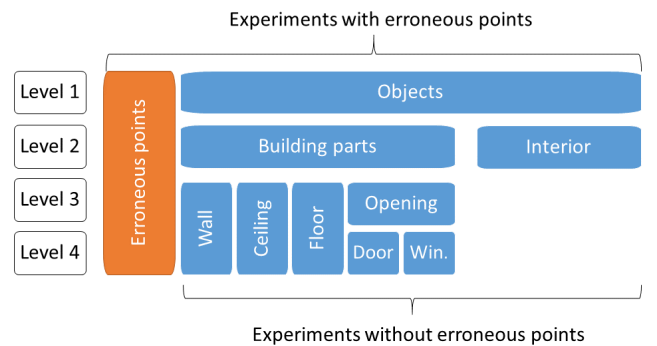 Experiments with erroneous points
Level 1
Objects
Level 2
Building parts
Interior
Level 3
Level 4
Erroneous points
Wall
Ceiling
Floor
Opening
Door
Win.
Experiments without erroneous points